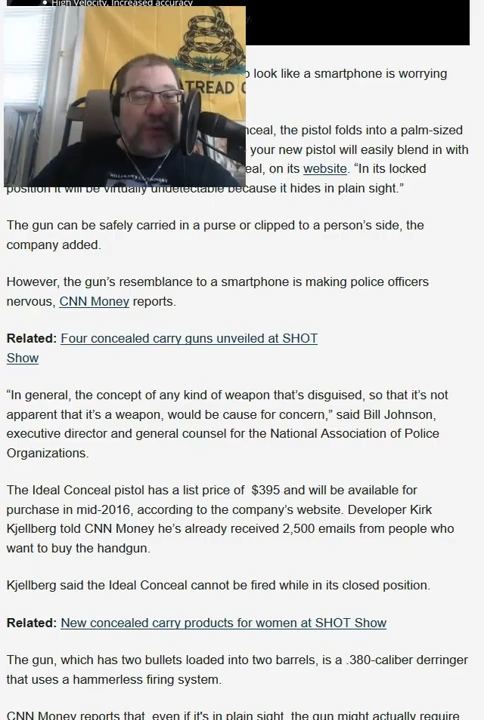 High Velocity, Increased accuracy
TREAD
look like a smartphone is worrying
nceal, the pistol folds into a palm-sized
your new pistol will easily blend in with
eal, on its website. “In its locked
position it will be virtually undetectable because it hides in plain sight.”
The gun can be safely carried in a purse or clipped to a person’s side, the
company added.
However, the gun’s resemblance to a smartphone is making police officers
nervous, CNN Money reports.
Related: Four concealed carry guns unveiled at SHOT
Show
“In general, the concept of any kind of weapon that’s disguised, so that it’s not
apparent that it’s a weapon, would be cause for concern,” said Bill Johnson,
executive director and general counsel for the National Association of Police
Organizations.
The Ideal Conceal pistol has a list price of $395 and will be available for
purchase in mid-2016, according to the company’s website. Developer Kirk
Kjellberg told CNN Money he’s already received 2,500 emails from people who
want to buy the handgun.
Kjellberg said the Ideal Conceal cannot be fired while in its closed position.
Related: New concealed carry products for women at SHOT Show
The gun, which has two bullets loaded into two barrels, is a .380-caliber derringer
that uses a hammerless firing system.
CNN Money reports that, even if it's in plain sight, the gun might actually require